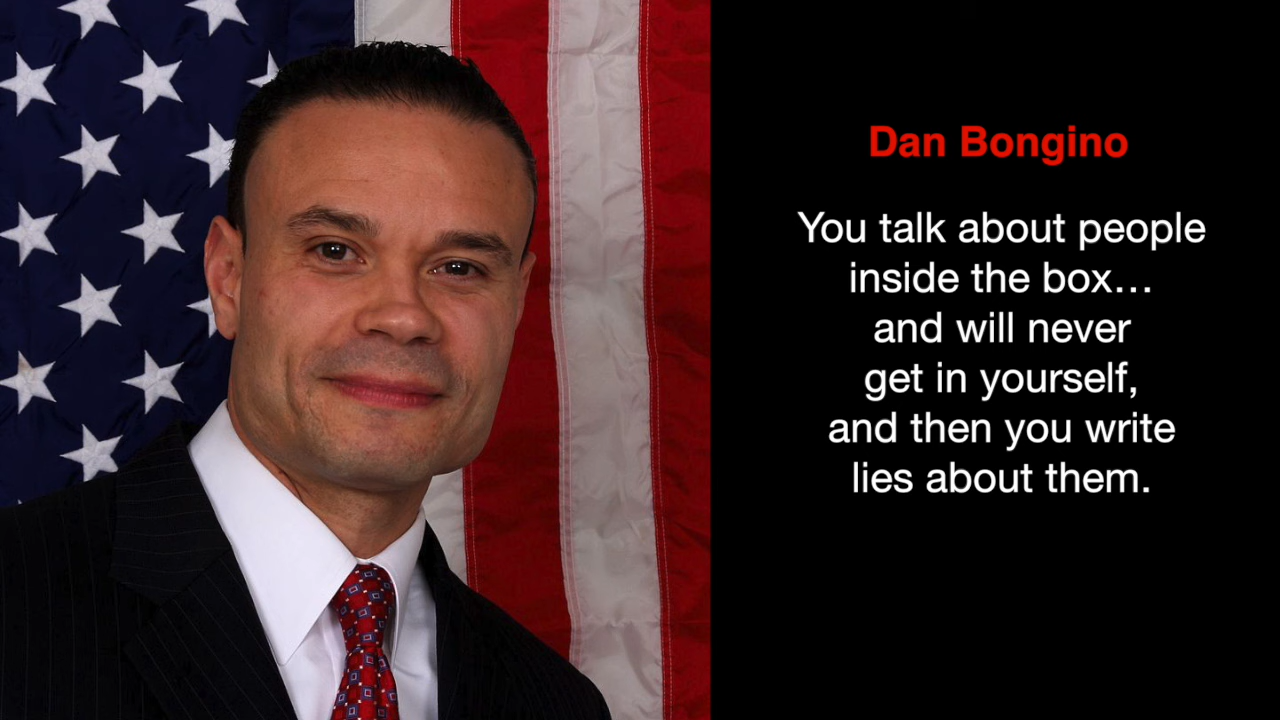 Dan Bongino
You talk about people
inside the box…
and will never
get in yourself,
and then you write
lies about them.